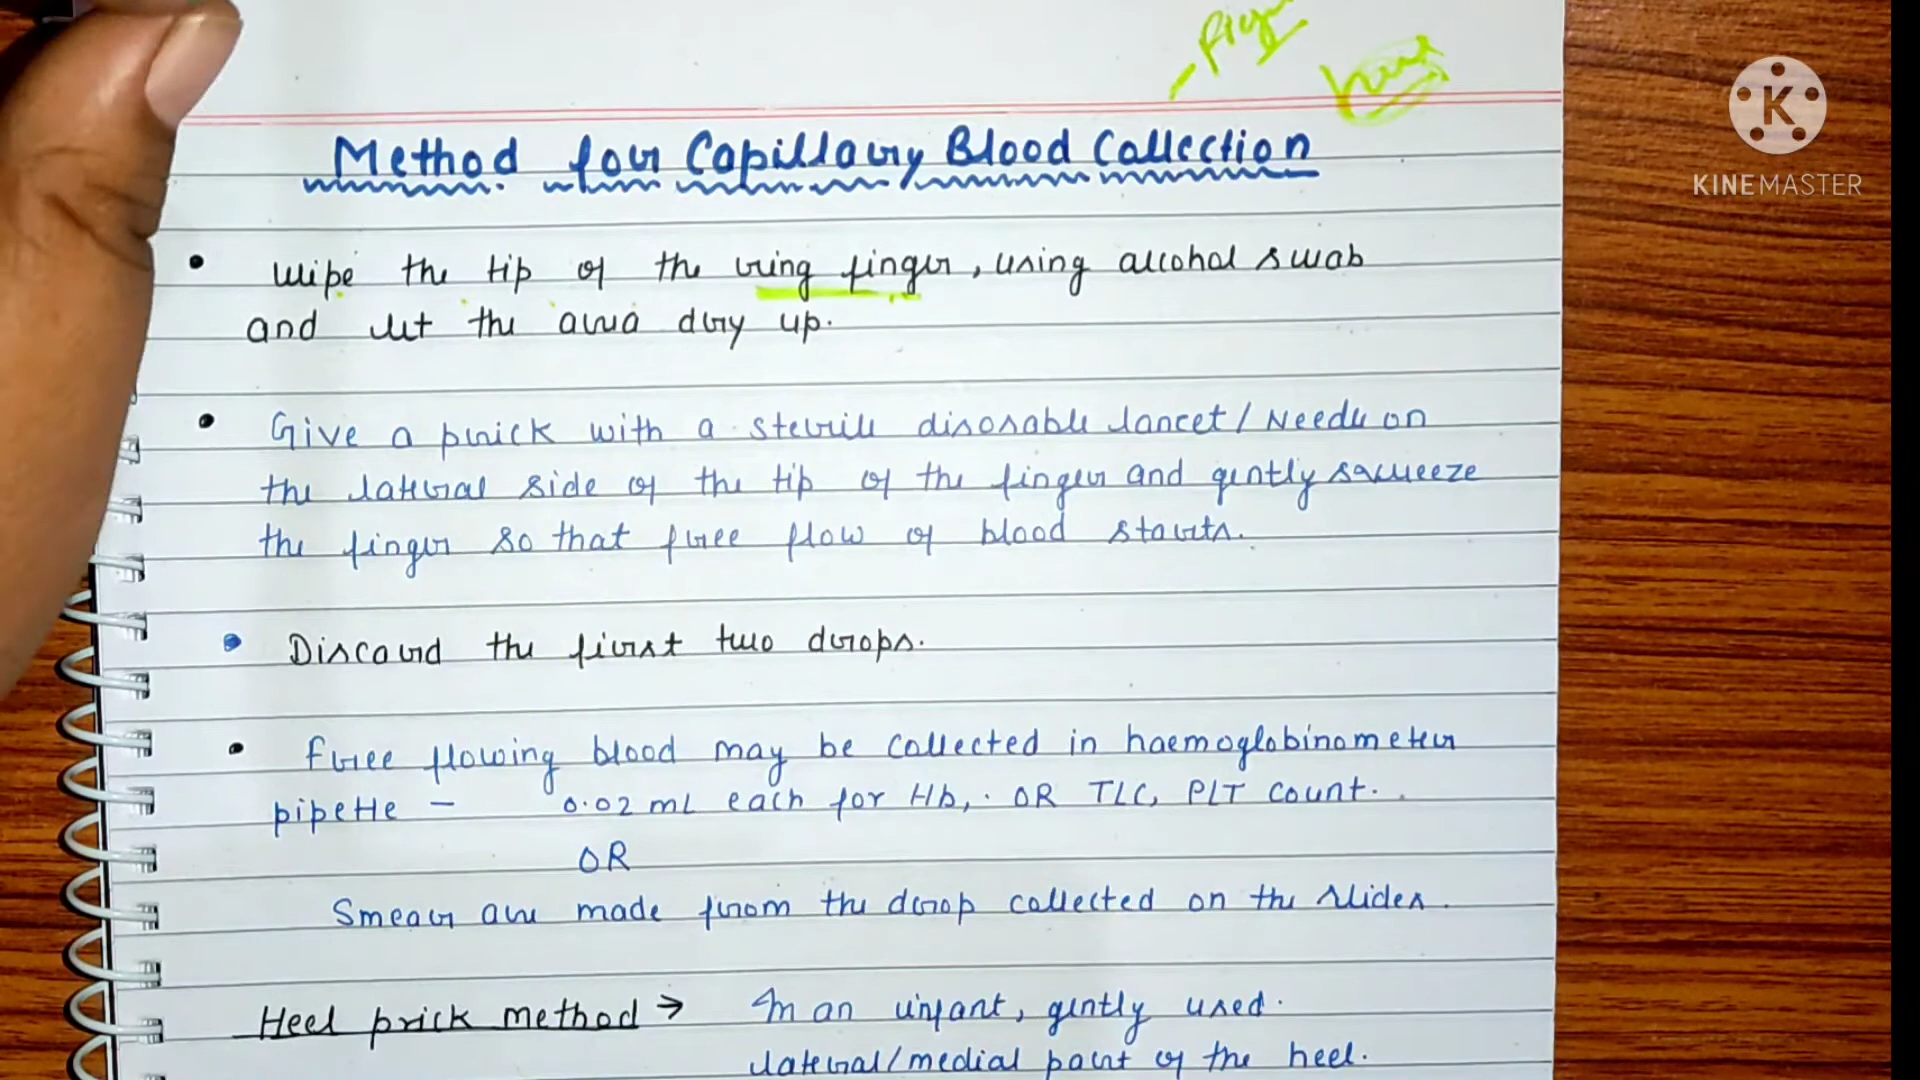 KINEMASTER
Method for Capillary Blood Collection
• Wipe the tip of the ring finger, using alcohol swab
and let the area dry up.
• Give a prick with a sterile disosable lancet / Needle on
the lateral side of the tip of the finger and gently squeeze
the finger so that free flow of blood starts.
• Discard the first two drops.
• Free flowing blood may be collected in haemoglobinometer
pipette – 0.02 mL each for Hb, . OR TLC, PLT count.
OR
Smear are made from the drop collected on the slides.
Heel prick method → In an infant, gently used.
lateral/medial part of the heel.